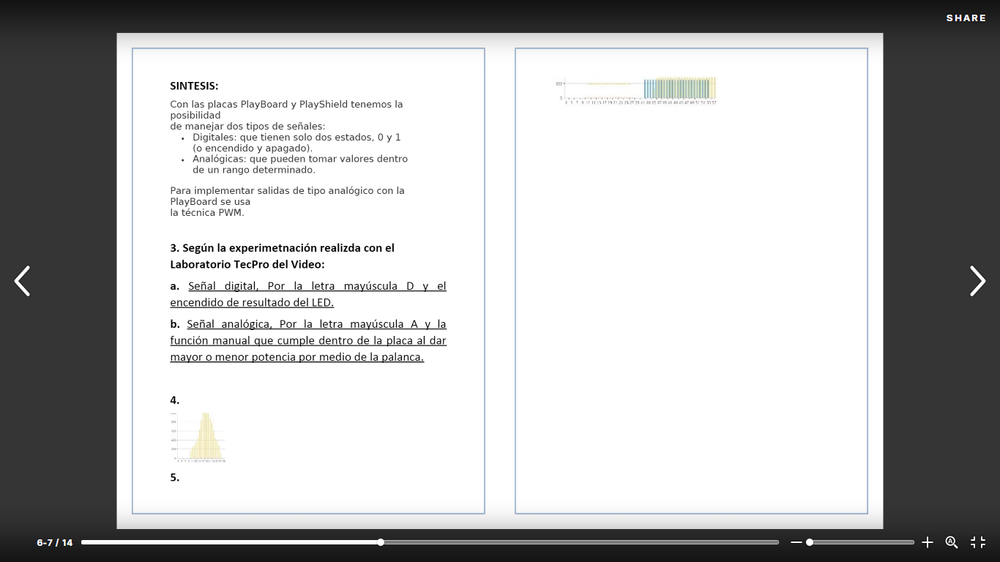 SHARE
SINTESIS:
Con las placas PlayBoard y PlayShield tenemos la
posibilidad
de manejar dos tipos de señales:
• Digitales: que tienen solo dos estados, 0 y 1
(o encendido y apagado).
• Analógicas: que pueden tomar valores dentro
de un rango determinado.
Para implementar salidas de tipo analógico con la
PlayBoard se usa
la técnica PWM.
3. Según la experimetnación realizda con el
Laboratorio TecPro del Video:
a. Señal digital, Por la letra mayúscula D y el
encendido de resultado del LED.
b. Señal analógica, Por la letra mayúscula A y la
función manual que cumple dentro de la placa al dar
mayor o menor potencia por medio de la palanca.
4.
5.
6-7 / 14